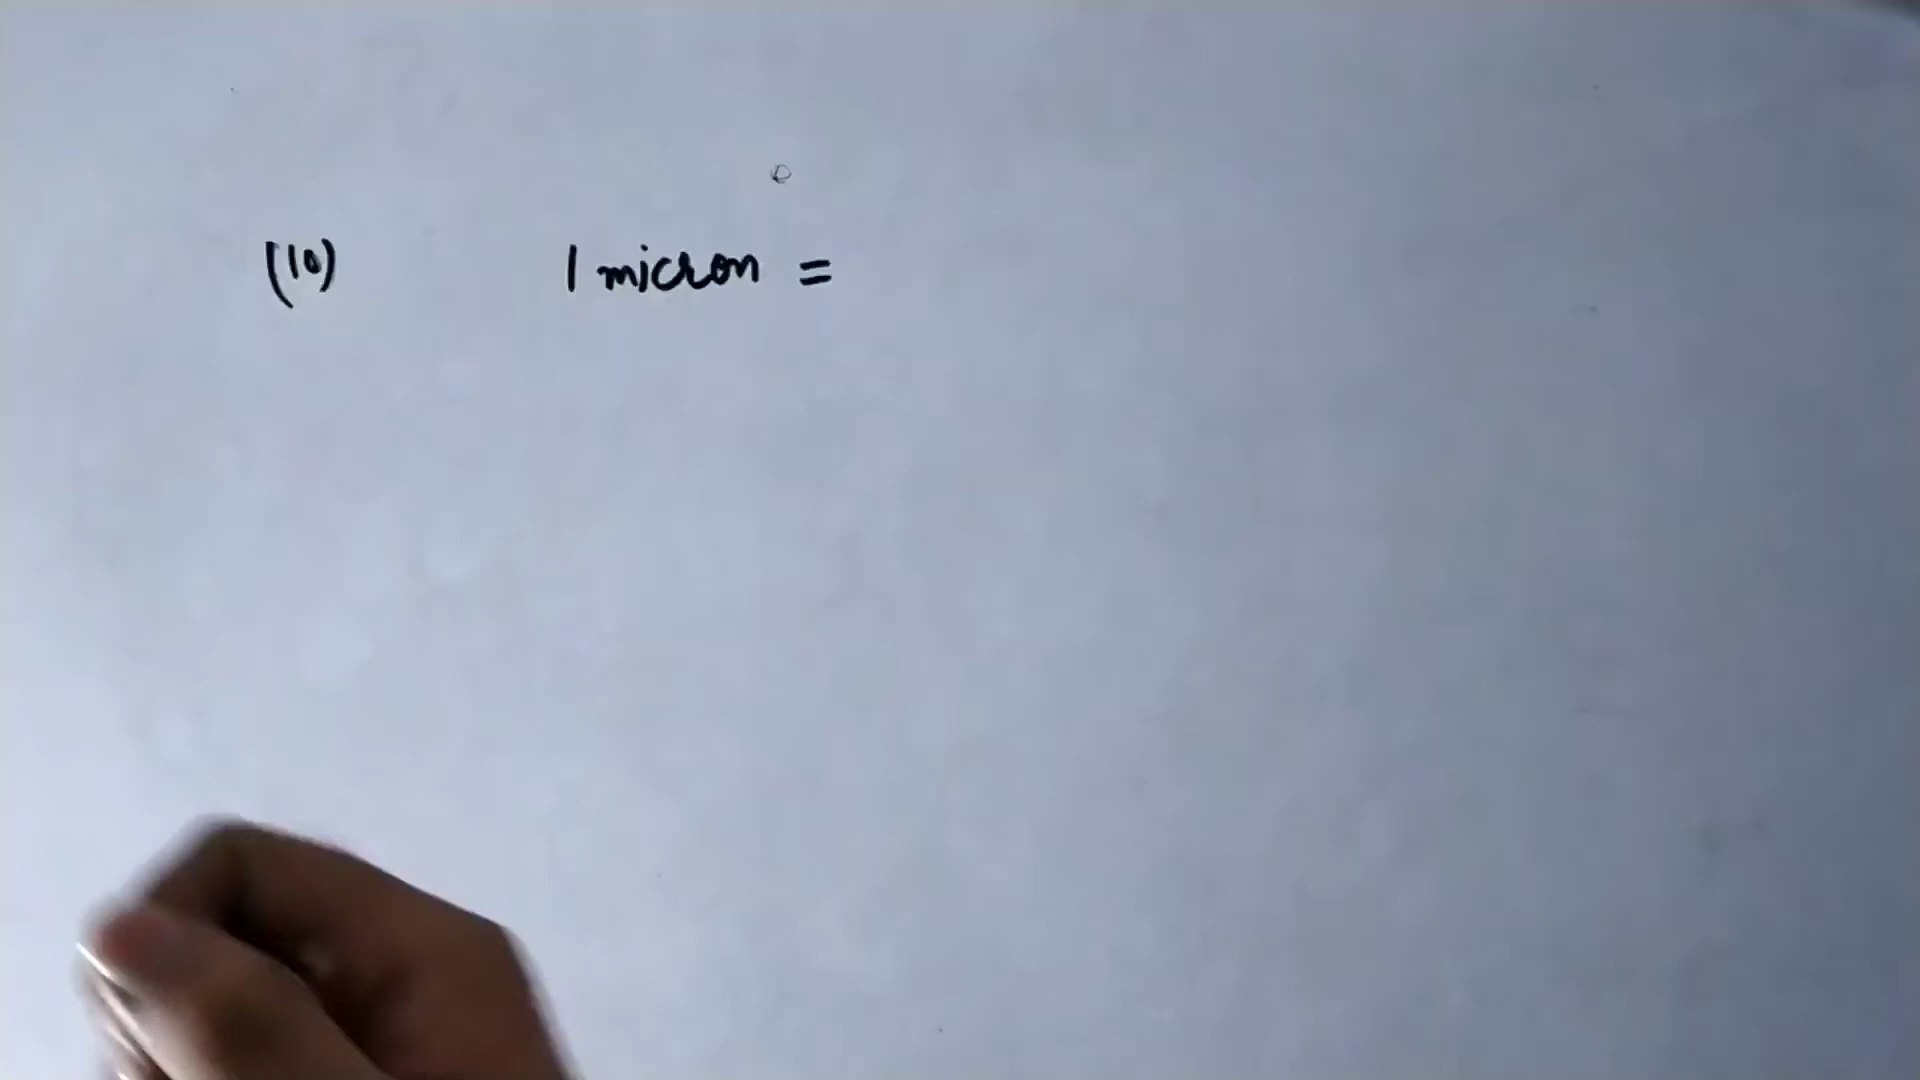 (10) 1 micron =